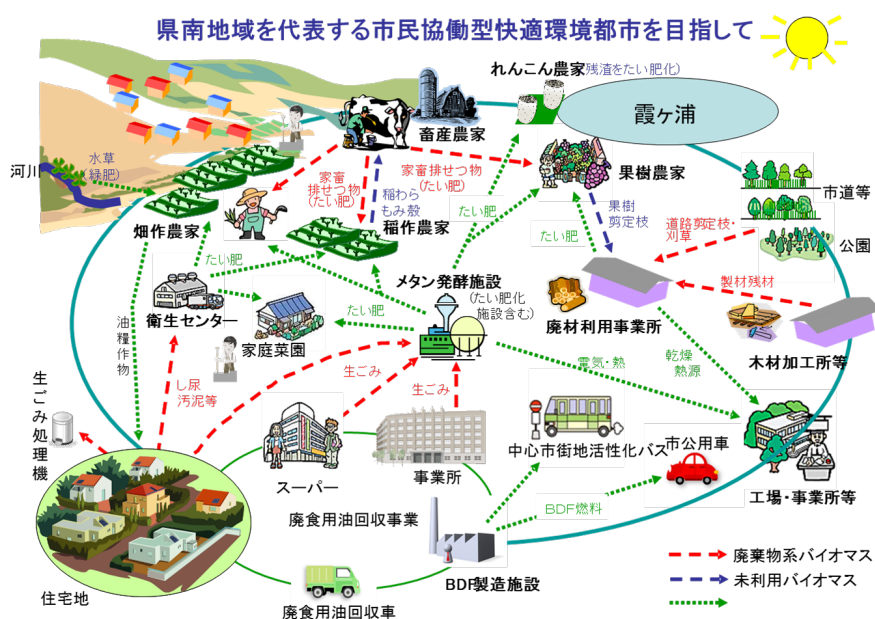 県南地域を代表する市民協働型快適環境都市を目指して
れんこん農家(残渣をたい肥化)
霞ヶ浦
畜産農家
河川
水草
(緑肥)
家畜
排せつ物
(たい肥)
家畜排せつ物
(たい肥)
果樹農家
市道等
稲わら
もみ殻
稲作農家
畑作農家
たい肥
果樹
剪定枝
道路剪定枝・
刈草
公園
たい肥
たい肥
メタン発酵施設
(たい肥化
施設含む)
製材残材
衛生センター
たい肥
家庭菜園
廃材利用事業所
木材加工所等
油糧作物
し尿
汚泥等
生ごみ
生ごみ
電気・熱
乾燥
熱源
生ごみ処理機
スーパー
事業所
中心市街地活性化バス
市公用車
工場・事業所等
廃食用油回収事業
BDF燃料
BDF製造施設
住宅地
廃食用油回収車
廃棄物系バイオマス
未利用バイオマス